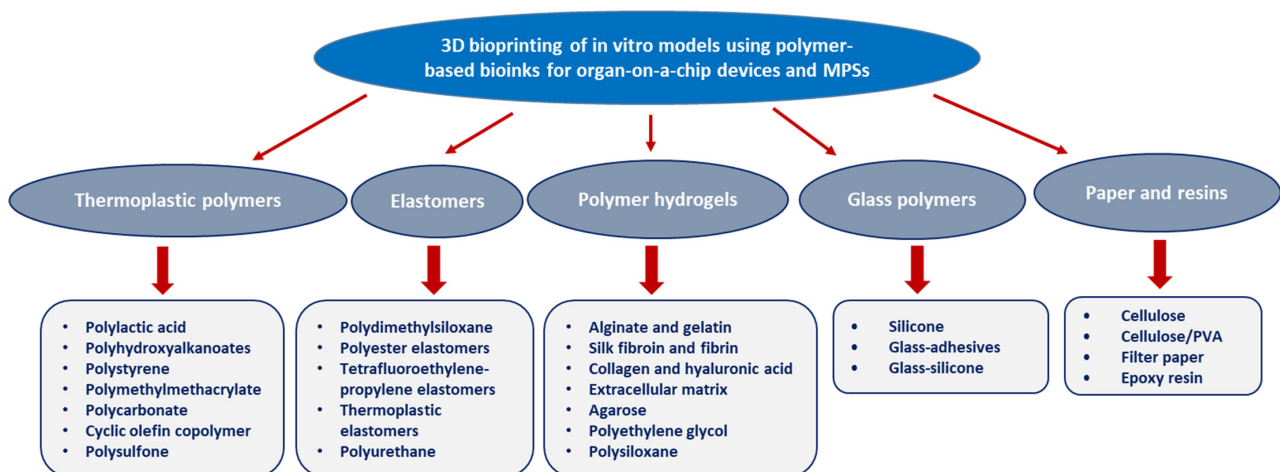 3D bioprinting of in vitro models using polymer-
based bioinks for organ-on-a-chip devices and MPSs
Thermoplastic polymers
Elastomers
Polymer hydrogels
Glass polymers
Paper and resins
• Polylactic acid
• Polyhydroxyalkanoates
• Polystyrene
• Polymethylmethacrylate
• Polycarbonate
• Cyclic olefin copolymer
• Polysulfone
• Polydimethylsiloxane
• Polyester elastomers
• Tetrafluoroethylene-
propylene elastomers
• Thermoplastic
elastomers
• Polyurethane
• Alginate and gelatin
• Silk fibroin and fibrin
• Collagen and hyaluronic acid
• Extracellular matrix
• Agarose
• Polyethylene glycol
• Polysiloxane
• Silicone
• Glass-adhesives
• Glass-silicone
• Cellulose
• Cellulose/PVA
• Filter paper
• Epoxy resin